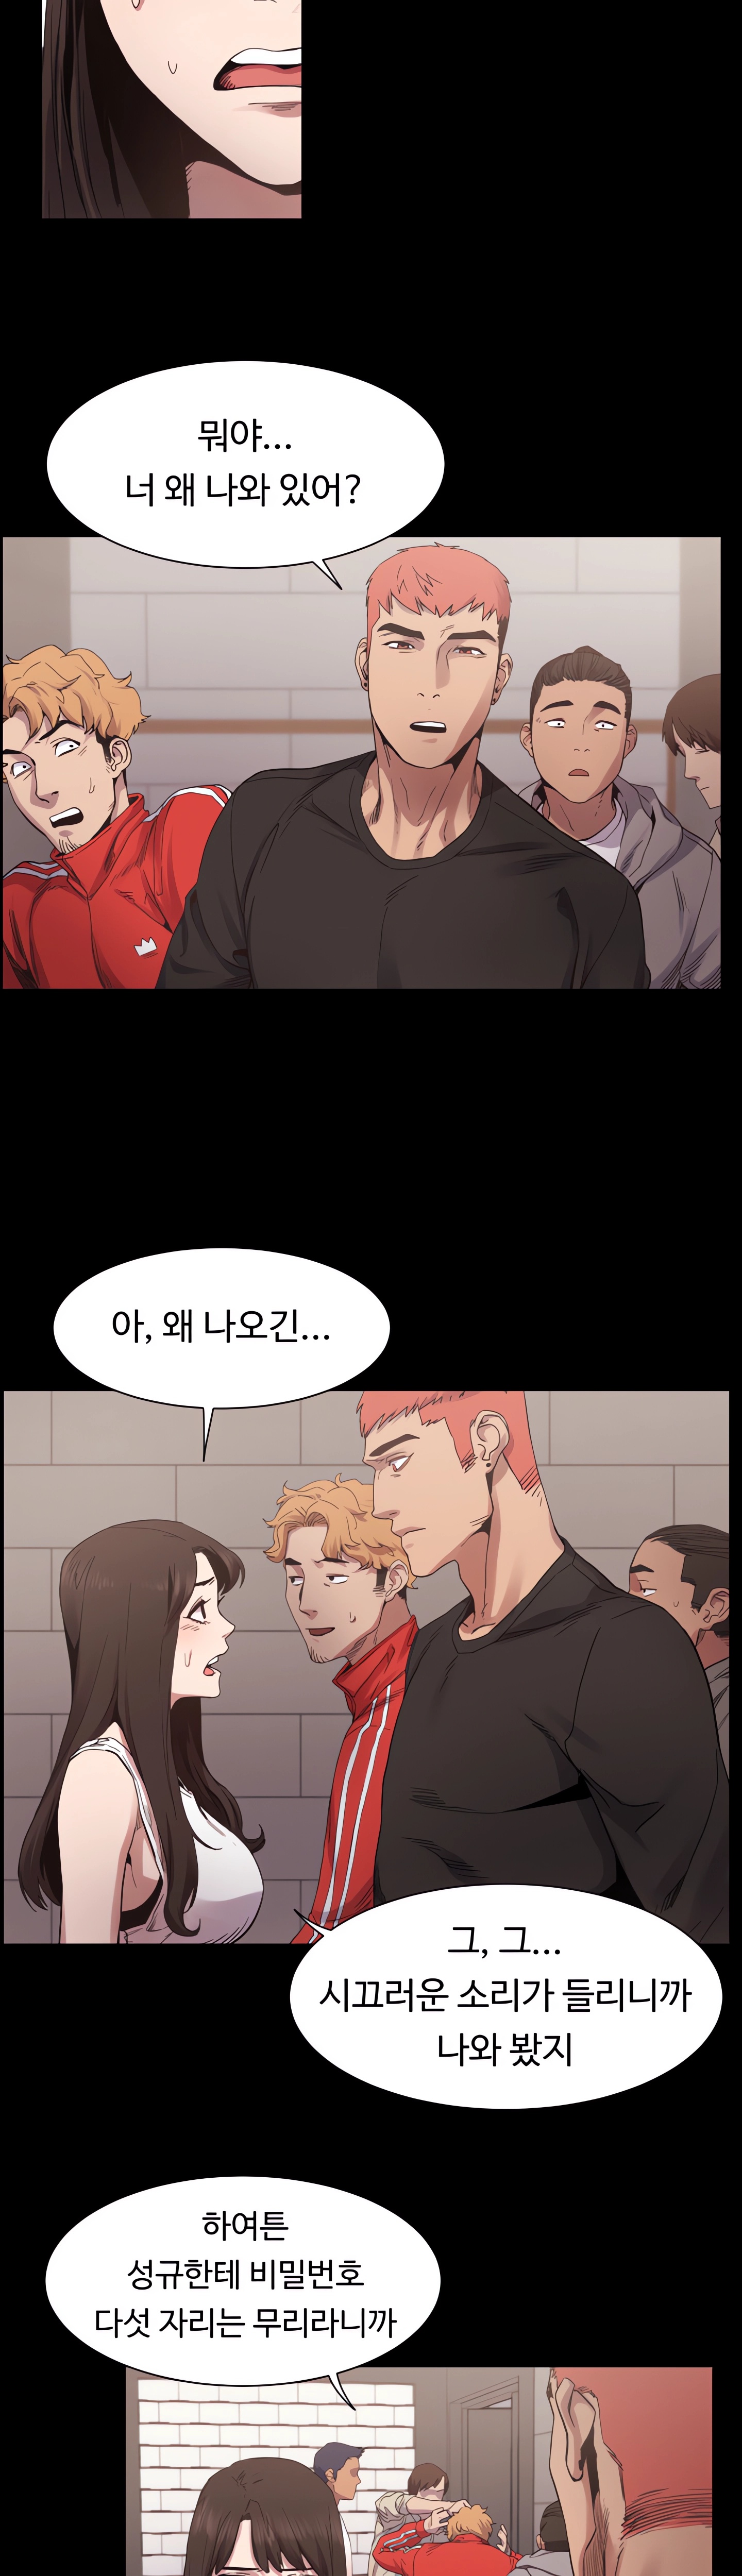 뭐야...
너 왜 나와 있어?
아, 왜 나오긴...
그, 그...
시끄러운 소리가 들리니까
나와 봤지
하여튼
성규한테 비밀번호
다섯 자리는 무리라니까